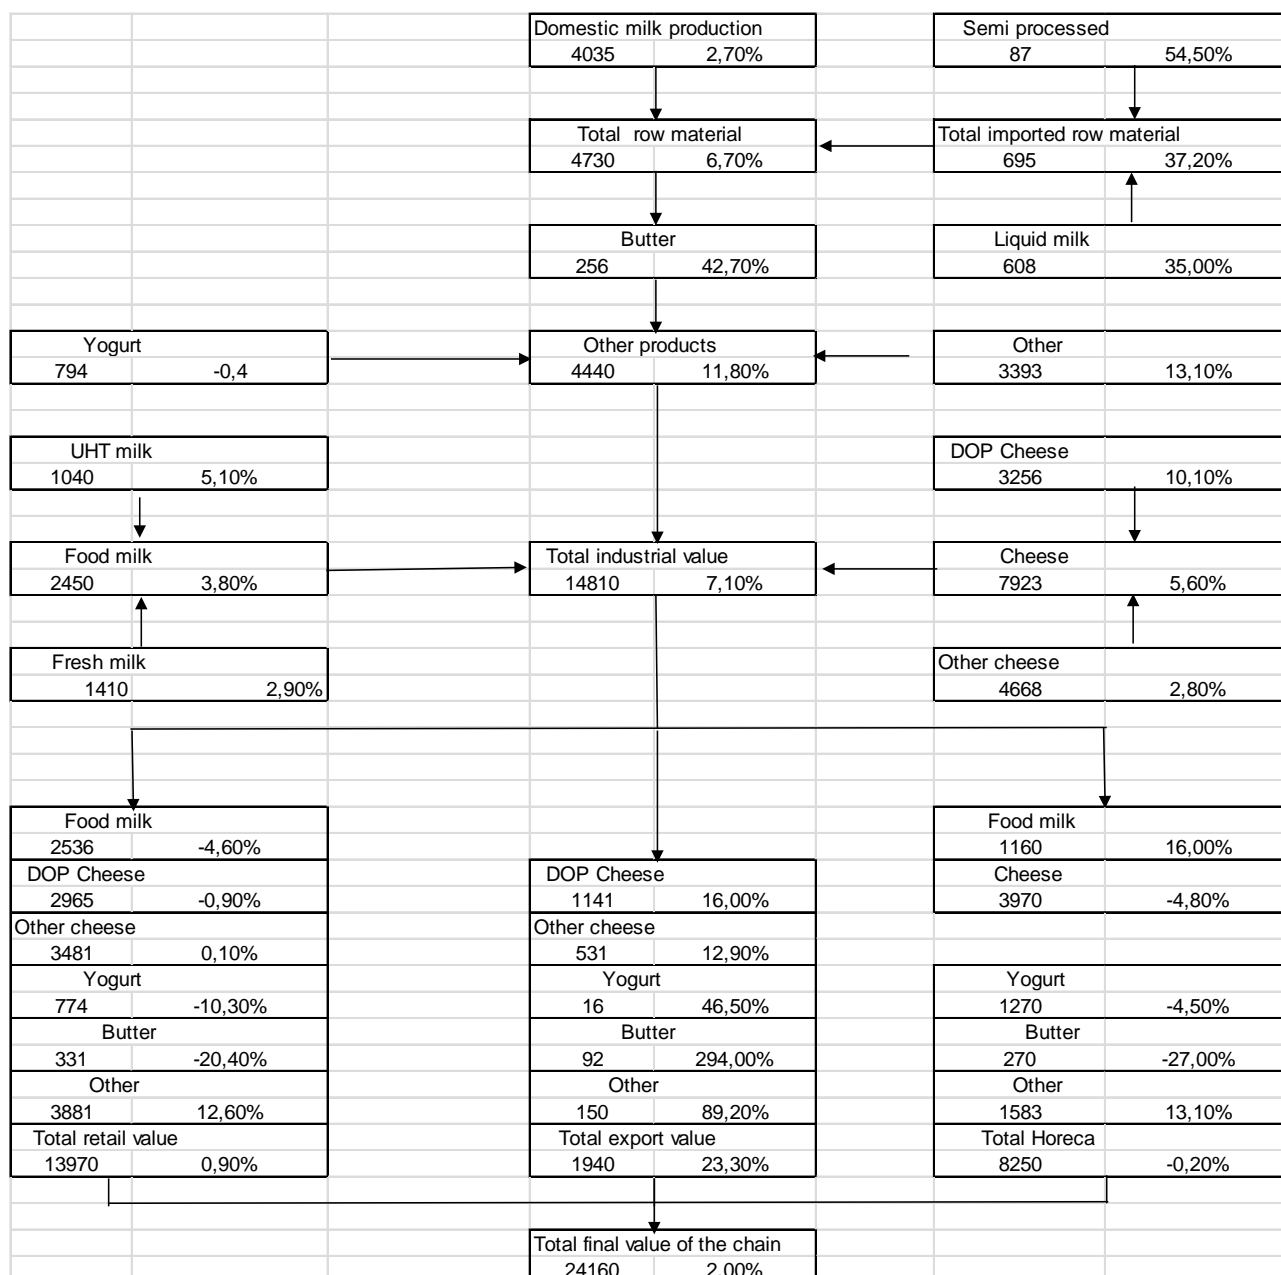 Domestic milk production Semi processed
4035 2,70% 87 54,50%
Total row material Total imported row material
4730 6,70% 695 37,20%
Butter Liquid milk
256 42,70% 608 35,00%
Yogurt Other products Other
794 -0,4 4440 11,80% 3393 13,10%
UHT milk DOP Cheese
1040 5,10% 3256 10,10%
Food milk Total industrial value Cheese
2450 3,80% 14810 7,10% 7923 5,60%
Fresh milk Other cheese
1410 2,90% 4668 2,80%
Food milk Food milk
2536 -4,60% 1160 16,00%
DOP Cheese DOP Cheese Cheese
2965 -0,90% 1141 16,00% 3970 -4,80%
Other cheese Other cheese
3481 0,10% 531 12,90%
Yogurt Yogurt Yogurt
774 -10,30% 16 46,50% 1270 -4,50%
Butter Butter Butter
331 -20,40% 92 294,00% 270 -27,00%
Other Other Other
3881 12,60% 150 89,20% 1583 13,10%
Total retail value Total export value Total Horeca
13970 0,90% 1940 23,30% 8250 -0,20%
Total final value of the chain
24160 2,00%